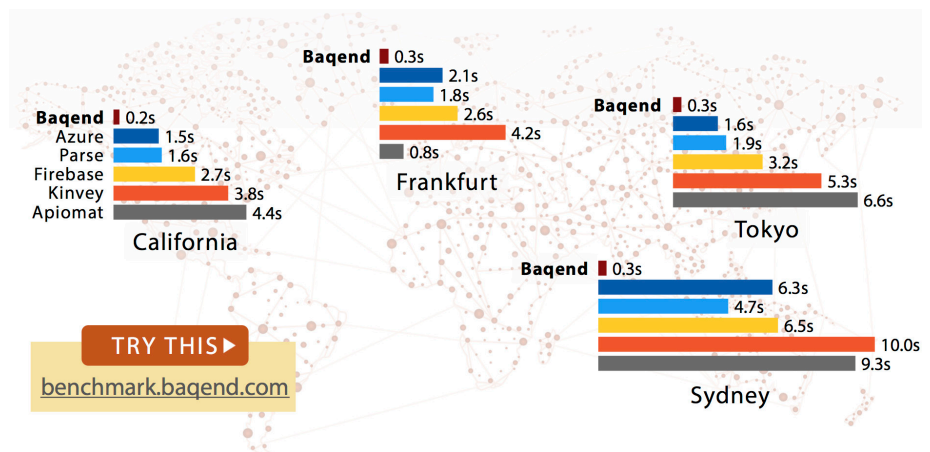 Baqend 0.2s
Azure 1.5s
Parse 1.6s
Firebase 2.7s
Kinvey 3.8s
Apiomat 4.4s
California
Baqend 0.3s
2.1s
1.8s
2.6s
4.2s
0.8s
Frankfurt
Baqend 0.3s
1.6s
1.9s
3.2s
5.3s
6.6s
Tokyo
Baqend 0.3s
6.3s
4.7s
6.5s
10.0s
9.3s
Sydney
TRY THIS
benchmark.baqend.com